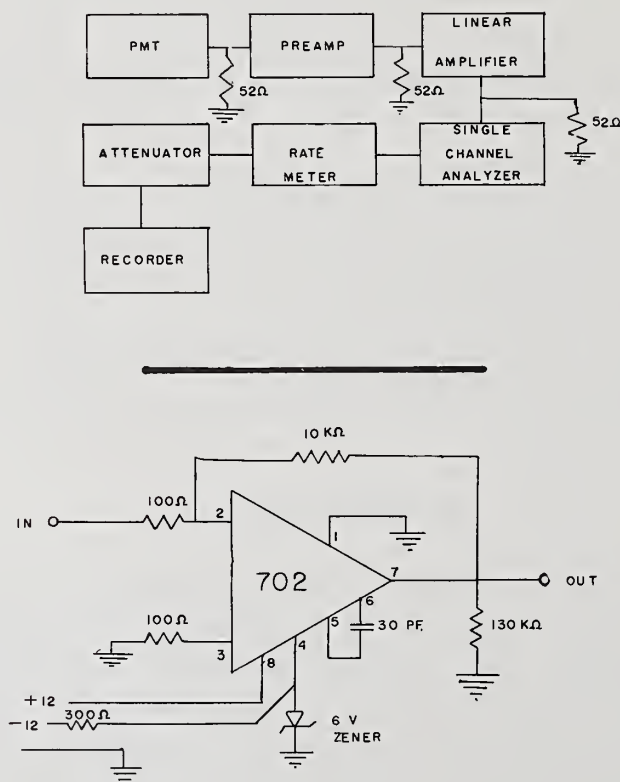 PMT
PREAMP
LINEAR
AMPLIFIER
52Ω
52Ω
52Ω
ATTENUATOR
RATE
METER
SINGLE
CHANNEL
ANALYZER
RECORDER
10 KΩ
100Ω
IN
2
1
702
7
OUT
6
5
30 PF.
130 KΩ
100Ω
3
8
4
+12
-12
300Ω
6 V
ZENER